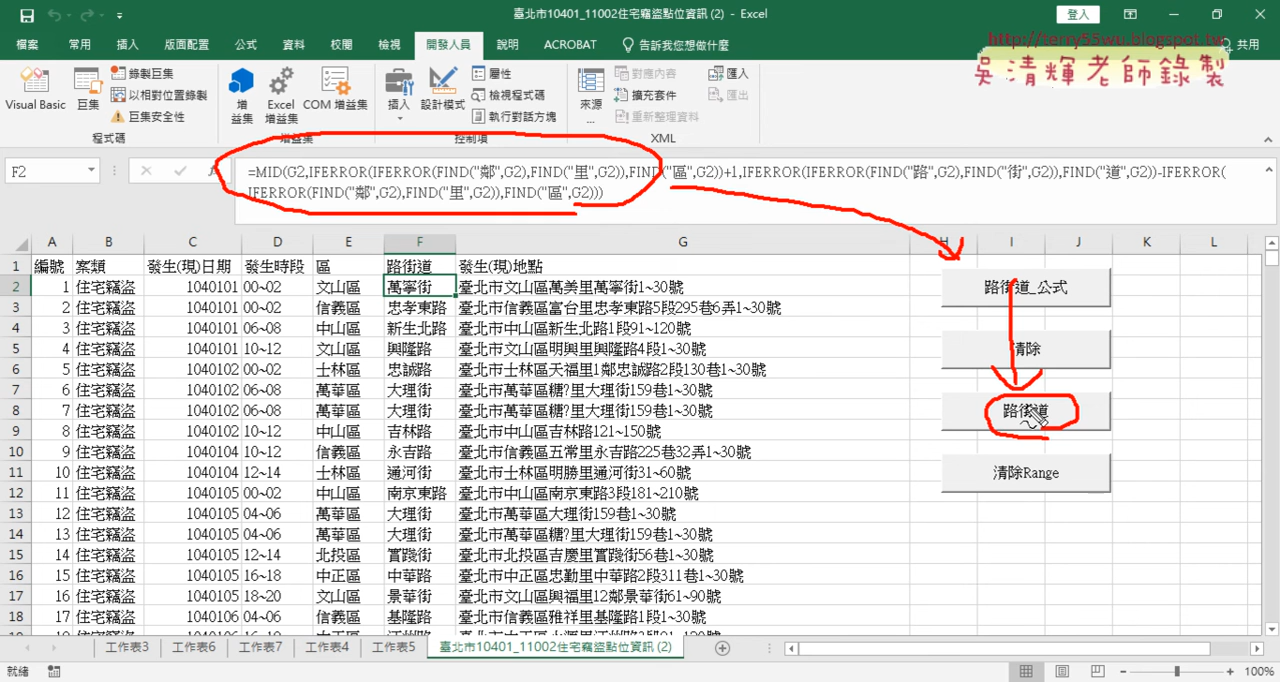 臺北市10401_11002住宅竊盜點位資訊 (2) - Excel
登入
檔案 常用 插入 版面配置 公式 資料 校閱 檢視 開發人員 說明 ACROBAT 告訴我您想做什麼 共用
http://terry55wu.blogspot.tw
吳清輝老師錄製
Visual Basic 巨集 錄製巨集 以相對位置錄製 巨集安全性
程式碼
增益集 Excel 增益集 COM 增益集
增益集
插入 設計模式 屬性 檢視程式碼 執行對話方塊
控制項
來源 對應內容 擴充套件 重新整理資料 匯入 匯出
XML
F2
=MID(G2,IFERROR(IFERROR(FIND("鄰",G2),FIND("里",G2)),FIND("區",G2))+1,IFERROR(IFERROR(FIND("路",G2),FIND("街",G2)),FIND("道",G2))-IFERROR(
IFERROR(FIND("鄰",G2),FIND("里",G2)),FIND("區",G2)))
A B C D E F G H I J K L
1 編號 案類 發生(現)日期 發生時段 區 路街道 發生(現)地點
2 1 住宅竊盜 1040101 00~02 文山區 萬寧街 臺北市文山區萬美里萬寧街1~30號
3 2 住宅竊盜 1040101 00~02 信義區 忠孝東路 臺北市信義區富台里忠孝東路5段295巷6弄1~30號
4 3 住宅竊盜 1040101 06~08 中山區 新生北路 臺北市中山區新生北路1段91~120號
5 4 住宅竊盜 1040101 10~12 文山區 興隆路 臺北市文山區明興里興隆路4段1~30號
6 5 住宅竊盜 1040102 00~02 士林區 忠誠路 臺北市士林區天福里1鄰忠誠路2段130巷1~30號
7 6 住宅竊盜 1040102 06~08 萬華區 大理街 臺北市萬華區糖?里大理街159巷1~30號
8 7 住宅竊盜 1040102 06~08 萬華區 大理街 臺北市萬華區糖?里大理街159巷1~30號
9 8 住宅竊盜 1040102 10~12 中山區 吉林路 臺北市中山區吉林路121~150號
10 9 住宅竊盜 1040104 10~12 信義區 永吉路 臺北市信義區五常里永吉路225巷32弄1~30號
11 10 住宅竊盜 1040104 12~14 士林區 通河街 臺北市士林區明勝里通河街31~60號
12 11 住宅竊盜 1040105 00~02 中山區 南京東路 臺北市中山區南京東路3段181~210號
13 12 住宅竊盜 1040105 04~06 萬華區 大理街 臺北市萬華區大理街159巷1~30號
14 13 住宅竊盜 1040105 04~06 萬華區 大理街 臺北市萬華區糖?里大理街159巷1~30號
15 14 住宅竊盜 1040105 12~14 北投區 實踐街 臺北市北投區吉慶里實踐街56巷1~30號
16 15 住宅竊盜 1040105 16~18 中正區 中華路 臺北市中正區忠勤里中華路2段311巷1~30號
17 16 住宅竊盜 1040105 18~20 文山區 景華街 臺北市文山區興福里12鄰景華街61~90號
18 17 住宅竊盜 1040106 04~06 信義區 基隆路 臺北市信義區雅祥里基隆路1段1~30號
路街道_公式
清除
路街道
清除Range
工作表3 工作表6 工作表7 工作表4 工作表5 臺北市10401_11002住宅竊盜點位資訊 (2)
就緒 100%